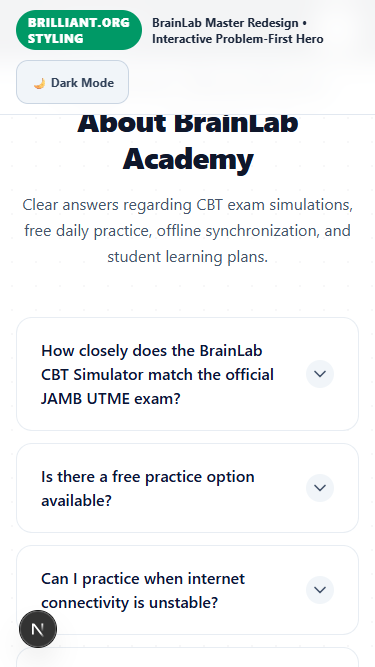 BRILLIANT.ORG
STYLING
BrainLab Master Redesign •
Interactive Problem-First Hero
🌙 Dark Mode
About BrainLab
Academy
Clear answers regarding CBT exam simulations,
free daily practice, offline synchronization, and
student learning plans.
How closely does the BrainLab
CBT Simulator match the official
JAMB UTME exam?
Is there a free practice option
available?
Can I practice when internet
connectivity is unstable?
N